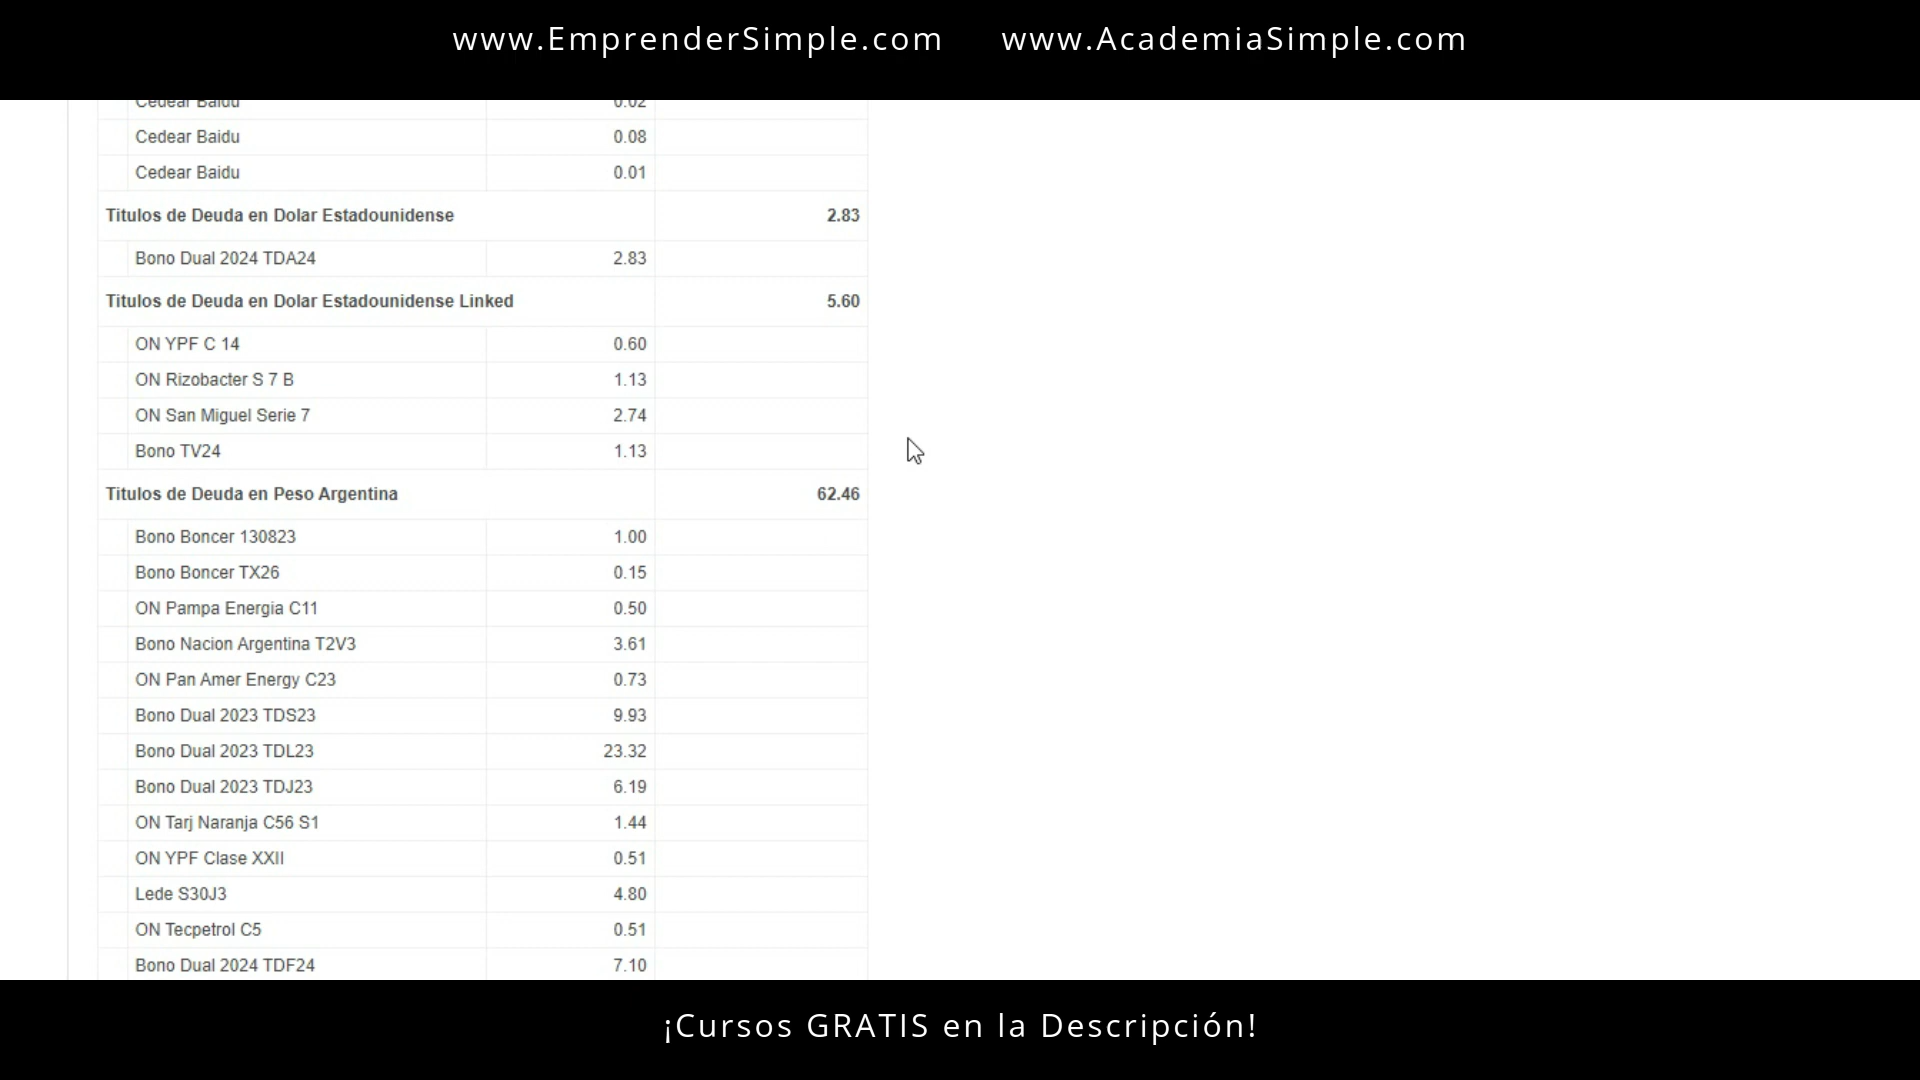 www.EmprenderSimple.com www.AcademiaSimple.com
Cedear Baidu 0.02
Cedear Baidu 0.08
Cedear Baidu 0.01
Titulos de Deuda en Dolar Estadounidense 2.83
Bono Dual 2024 TDA24 2.83
Titulos de Deuda en Dolar Estadounidense Linked 5.60
ON YPF C 14 0.60
ON Rizobacter S 7 B 1.13
ON San Miguel Serie 7 2.74
Bono TV24 1.13
Titulos de Deuda en Peso Argentina 62.46
Bono Boncer 130823 1.00
Bono Boncer TX26 0.15
ON Pampa Energia C11 0.50
Bono Nacion Argentina T2V3 3.61
ON Pan Amer Energy C23 0.73
Bono Dual 2023 TDS23 9.93
Bono Dual 2023 TDL23 23.32
Bono Dual 2023 TDJ23 6.19
ON Tarj Naranja C56 S1 1.44
ON YPF Clase XXII 0.51
Lede S30J3 4.80
ON Tecpetrol C5 0.51
Bono Dual 2024 TDF24 7.10
¡Cursos GRATIS en la Descripción!